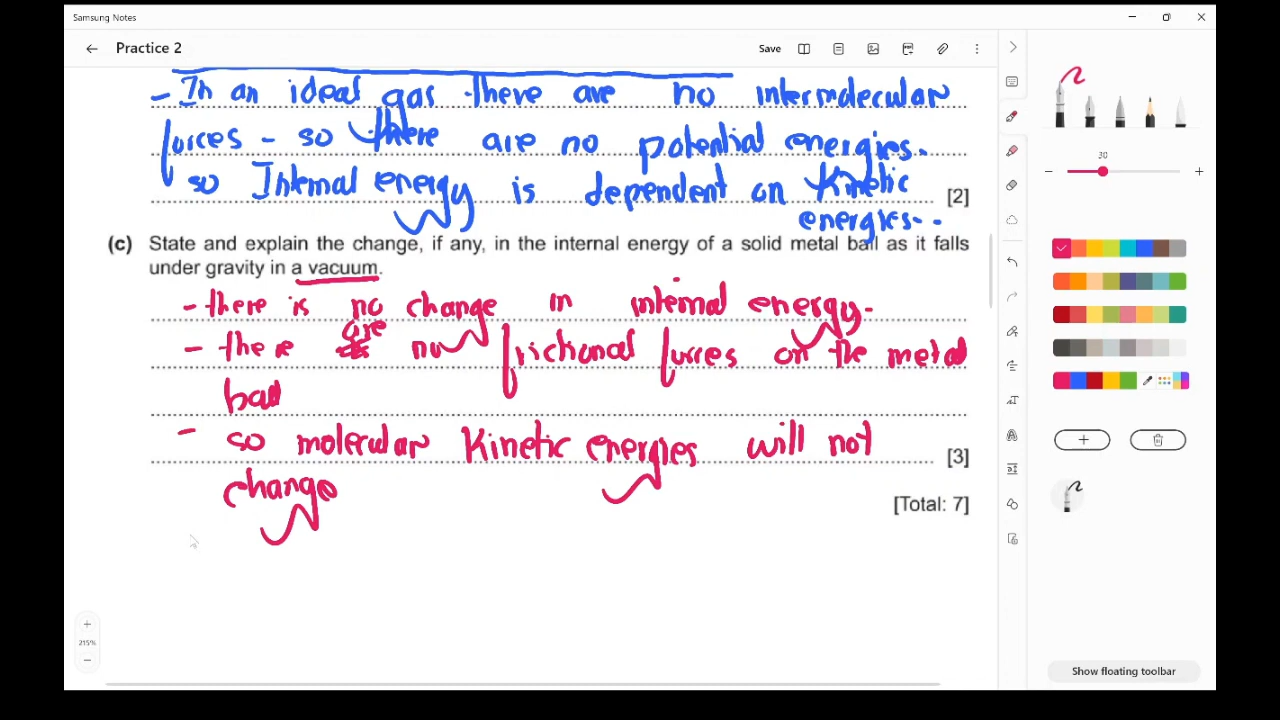 Samsung Notes
Practice 2
Save
- In an ideal gas there are no intermolecular
forces - so there are no potential energies.
so Internal energy is dependent on Kinetic
energies..
[2]
(c) State and explain the change, if any, in the internal energy of a solid metal ball as it falls
under gravity in a vacuum.
- there is no change in internal energy.
- there are no frictional forces on the metal
ball
- so molecular Kinetic energies will not
change
[3]
[Total: 7]
30
215%
Show floating toolbar